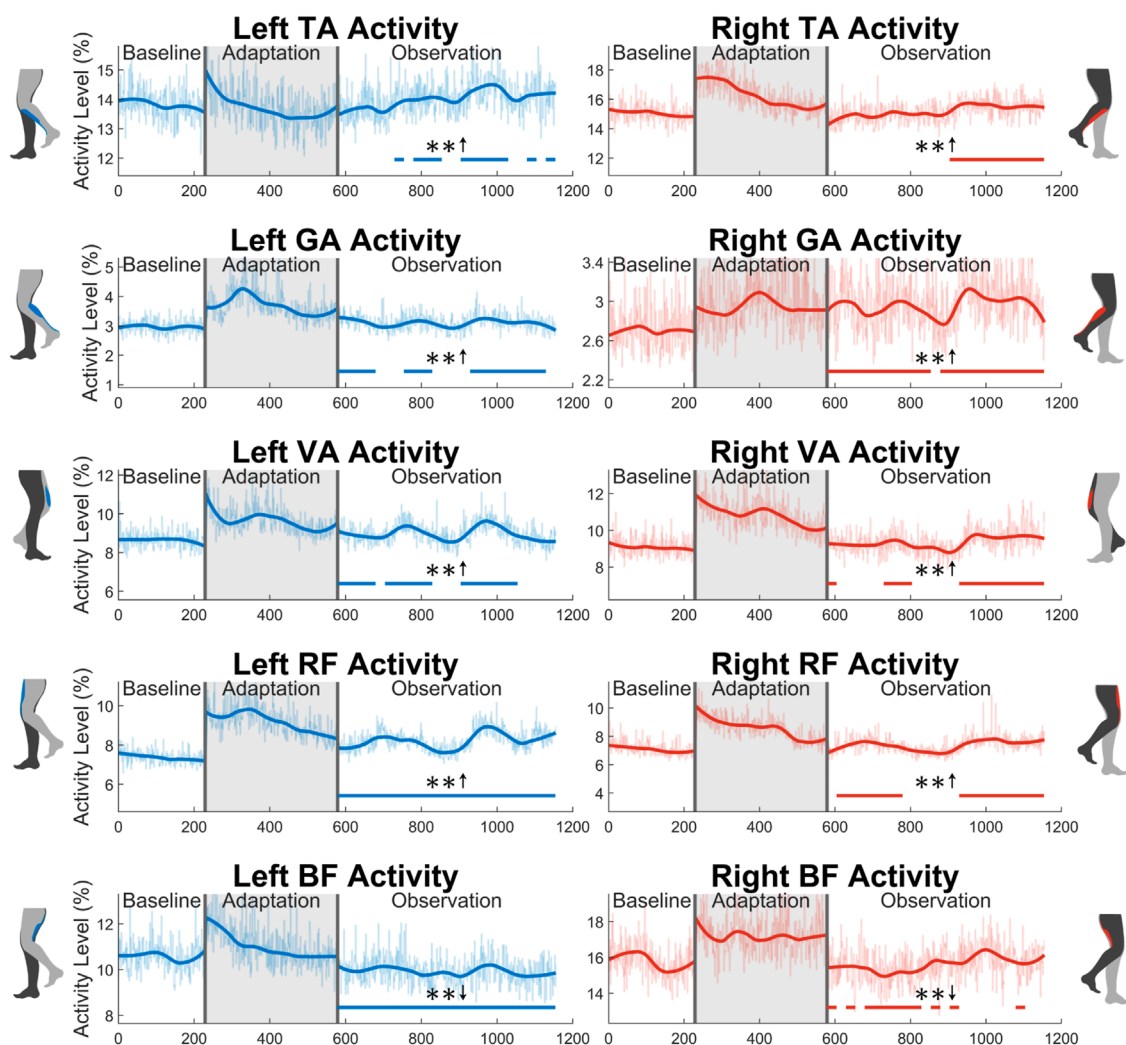 Left TA Activity
Right TA Activity
Activity Level (%)
Baseline Adaptation Observation
Baseline Adaptation Observation
15
14
13
12
18
16
14
12
**↑
**↑
0 200 400 600 800 1000 1200
0 200 400 600 800 1000 1200
Left GA Activity
Right GA Activity
Activity Level (%)
Baseline Adaptation Observation
Baseline Adaptation Observation
5
4
3
2
1
3.4
3
2.6
2.2
**↑
**↑
0 200 400 600 800 1000 1200
0 200 400 600 800 1000 1200
Left VA Activity
Right VA Activity
Activity Level (%)
Baseline Adaptation Observation
Baseline Adaptation Observation
12
10
8
6
12
10
8
**↑
**↑
0 200 400 600 800 1000 1200
0 200 400 600 800 1000 1200
Left RF Activity
Right RF Activity
Activity Level (%)
Baseline Adaptation Observation
Baseline Adaptation Observation
10
8
6
10
8
6
4
**↑
**↑
0 200 400 600 800 1000 1200
0 200 400 600 800 1000 1200
Left BF Activity
Right BF Activity
Activity Level (%)
Baseline Adaptation Observation
Baseline Adaptation Observation
12
10
8
18
16
14
**↓
**↓
0 200 400 600 800 1000 1200
0 200 400 600 800 1000 1200